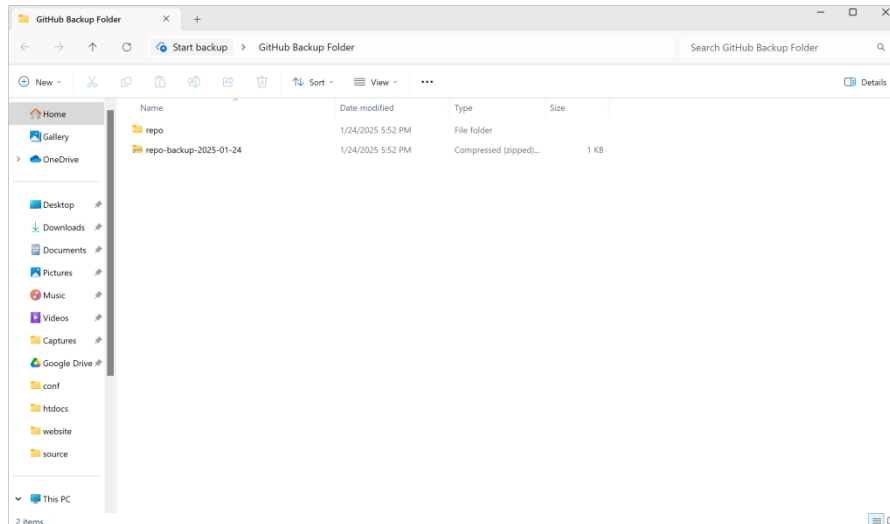 GitHub Backup Folder
Start backup > GitHub Backup Folder
Search GitHub Backup Folder
New
Sort
View
Details
Home
Gallery
OneDrive
Desktop
Downloads
Documents
Pictures
Music
Videos
Captures
Google Drive
conf
htdocs
website
source
This PC
Name Date modified Type Size
repo 1/24/2025 5:52 PM File folder
repo-backup-2025-01-24 1/24/2025 5:52 PM Compressed (zipped)... 1 KB
2 items